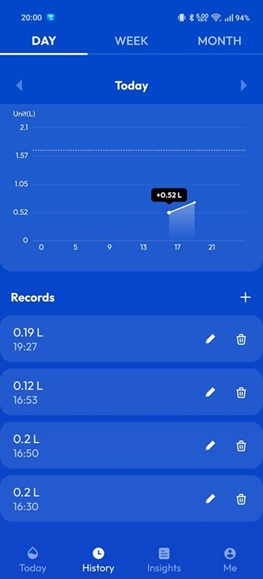 20:00 5.00 94%
DAY WEEK MONTH
Today
Unit(L)
2.1
1.57
1.05
+0.52 L
0.52
0
0 5 9 13 17 21
Records
0.19 L
19:27
0.12 L
16:53
0.2 L
16:50
0.2 L
16:30
Today History Insights Me